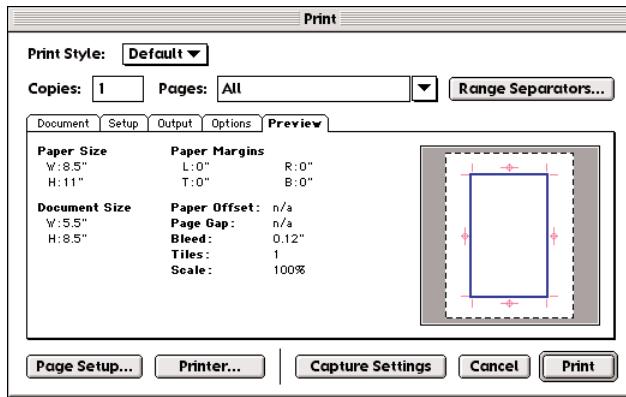 Print
Print Style: Default
Copies: 1 Pages: All Range Separators...
Document Setup Output Options Preview
Paper Size Paper Margins
W:8.5" L:0" R:0"
H:11" T:0" B:0"
Document Size Paper Offset: n/a
W:5.5" Page Gap: n/a
H:8.5" Bleed: 0.12"
Tiles: 1
Scale: 100%
Page Setup... Printer... Capture Settings Cancel Print